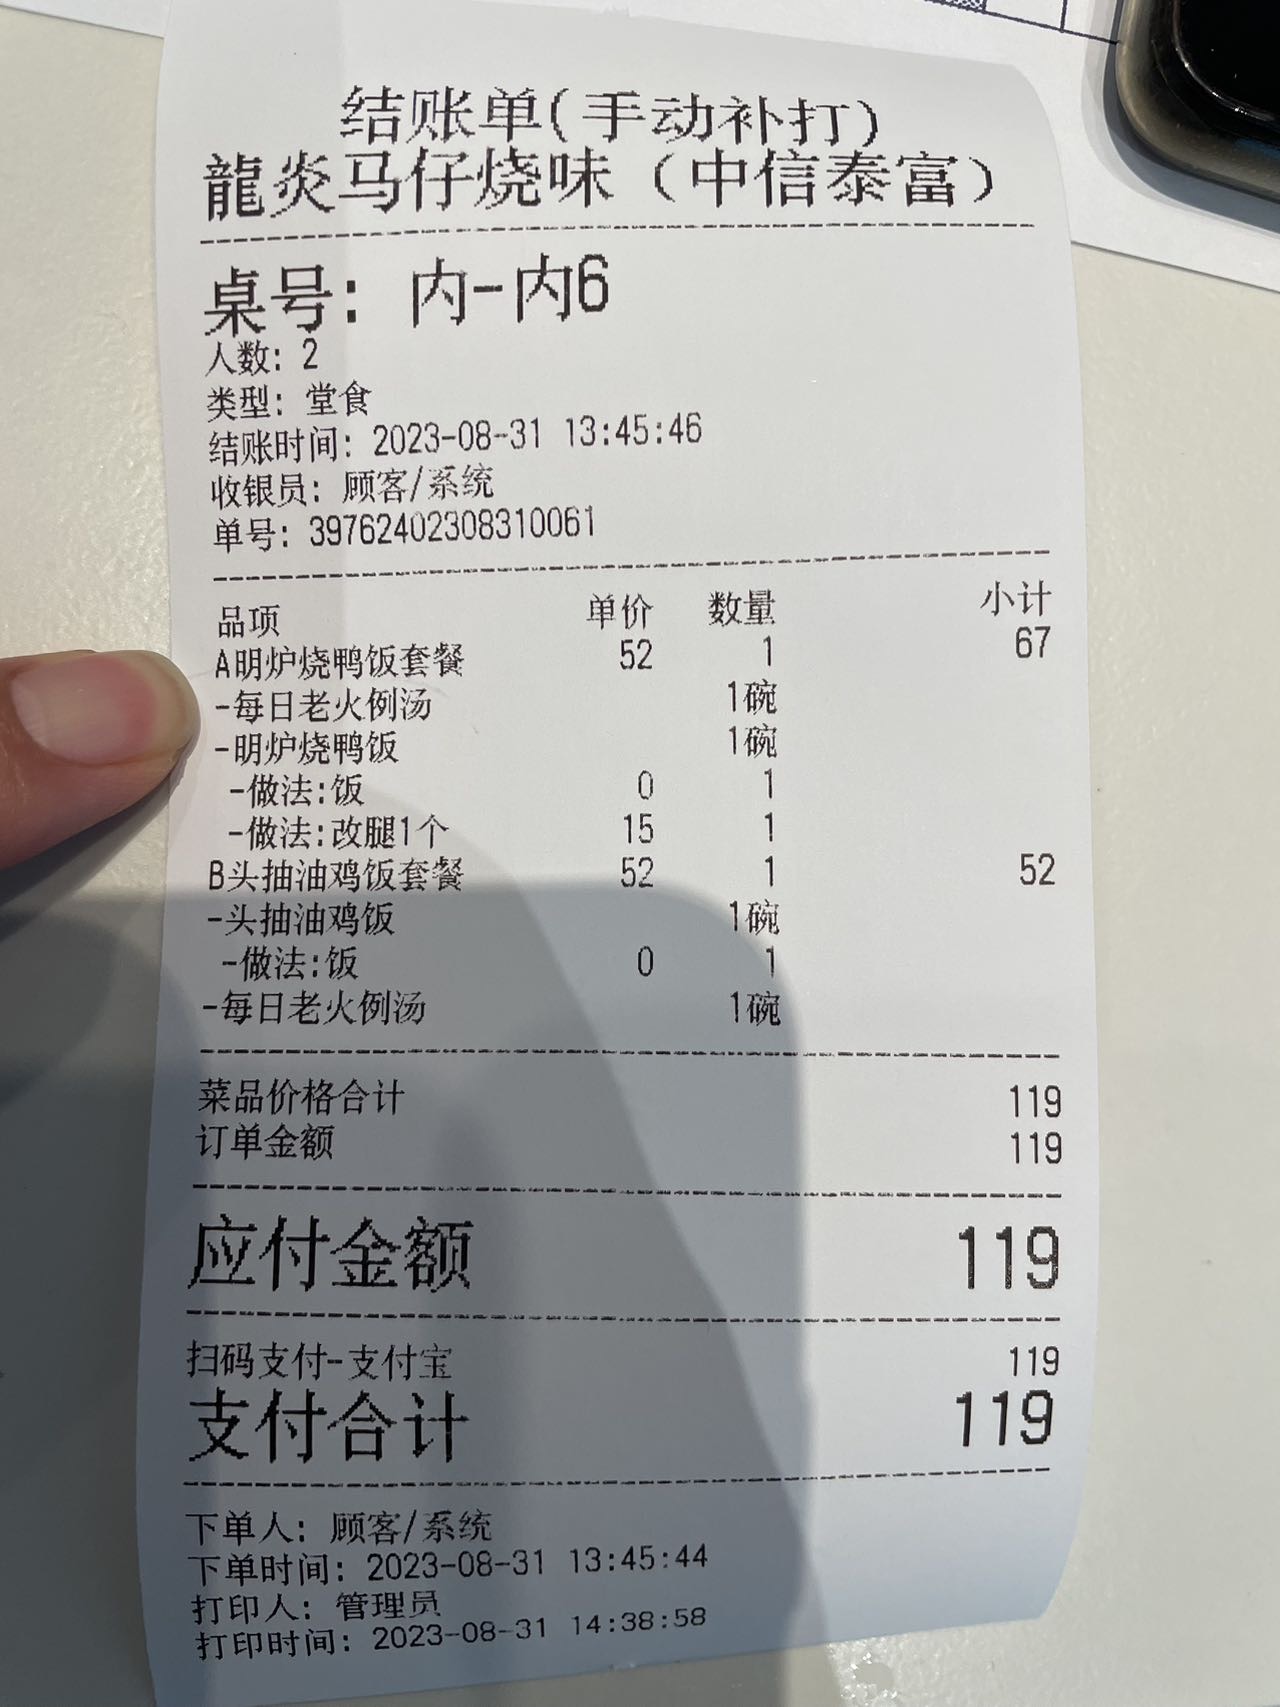 结账单(手动补打)
龍炎马仔烧味（中信泰富）
桌号: 内-内6
人数: 2
类型: 堂食
结账时间: 2023-08-31 13:45:46
收银员: 顾客/系统
单号: 39762402308310061
品项 单价 数量 小计
A明炉烧鸭饭套餐 52 1 67
-每日老火例汤 1碗
-明炉烧鸭饭 1碗
-做法:饭 0 1
-做法:改腿1个 15 1
B头抽油鸡饭套餐 52 1 52
-头抽油鸡饭 1碗
-做法:饭 0 1
-每日老火例汤 1碗
菜品价格合计 119
订单金额 119
应付金额 119
扫码支付-支付宝 119
支付合计 119
下单人: 顾客/系统
下单时间: 2023-08-31 13:45:44
打印人: 管理员
打印时间: 2023-08-31 14:38:58